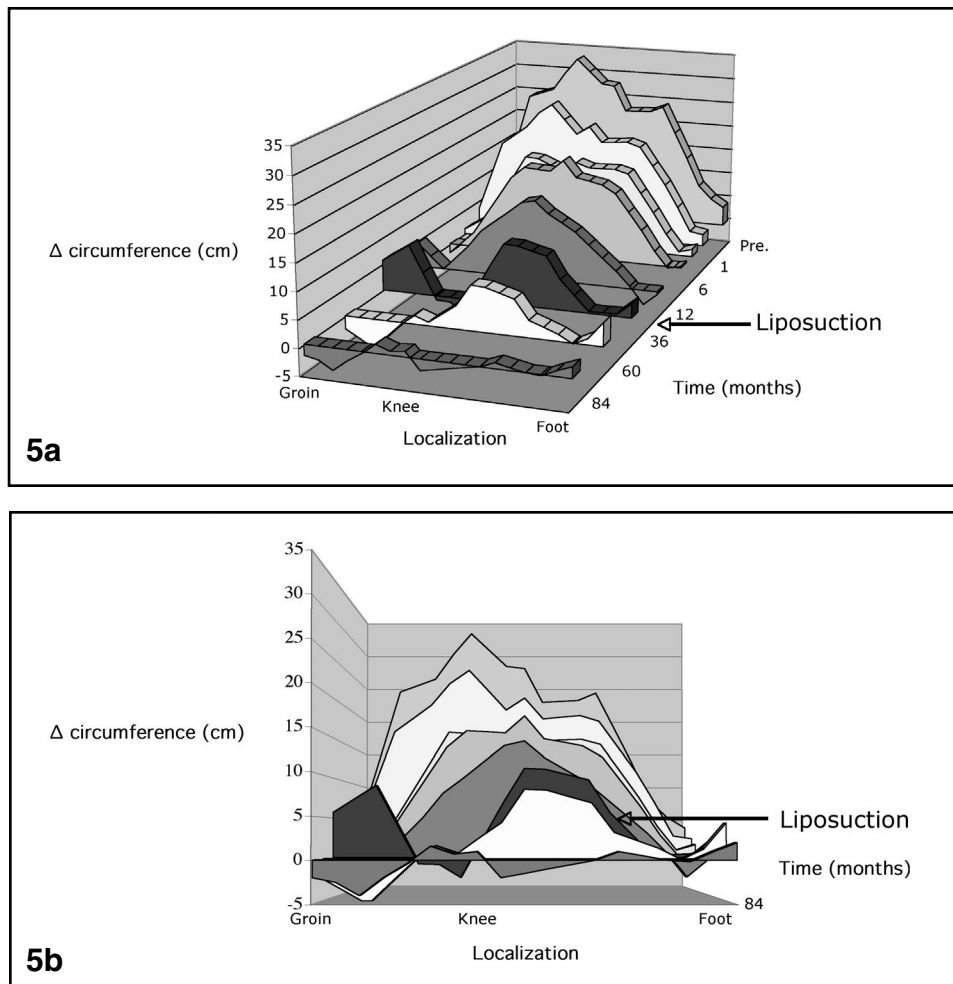 35
30
25
20
15
10
5
0
-5
Δ circumference (cm)
Groin
Knee
Foot
Localization
Pre.
1
6
12
36
60
84
Time (months)
Liposuction
5a
35
30
25
20
15
10
5
0
-5
Δ circumference (cm)
Liposuction
Time (months)
84
Groin
Knee
Foot
Localization
5b